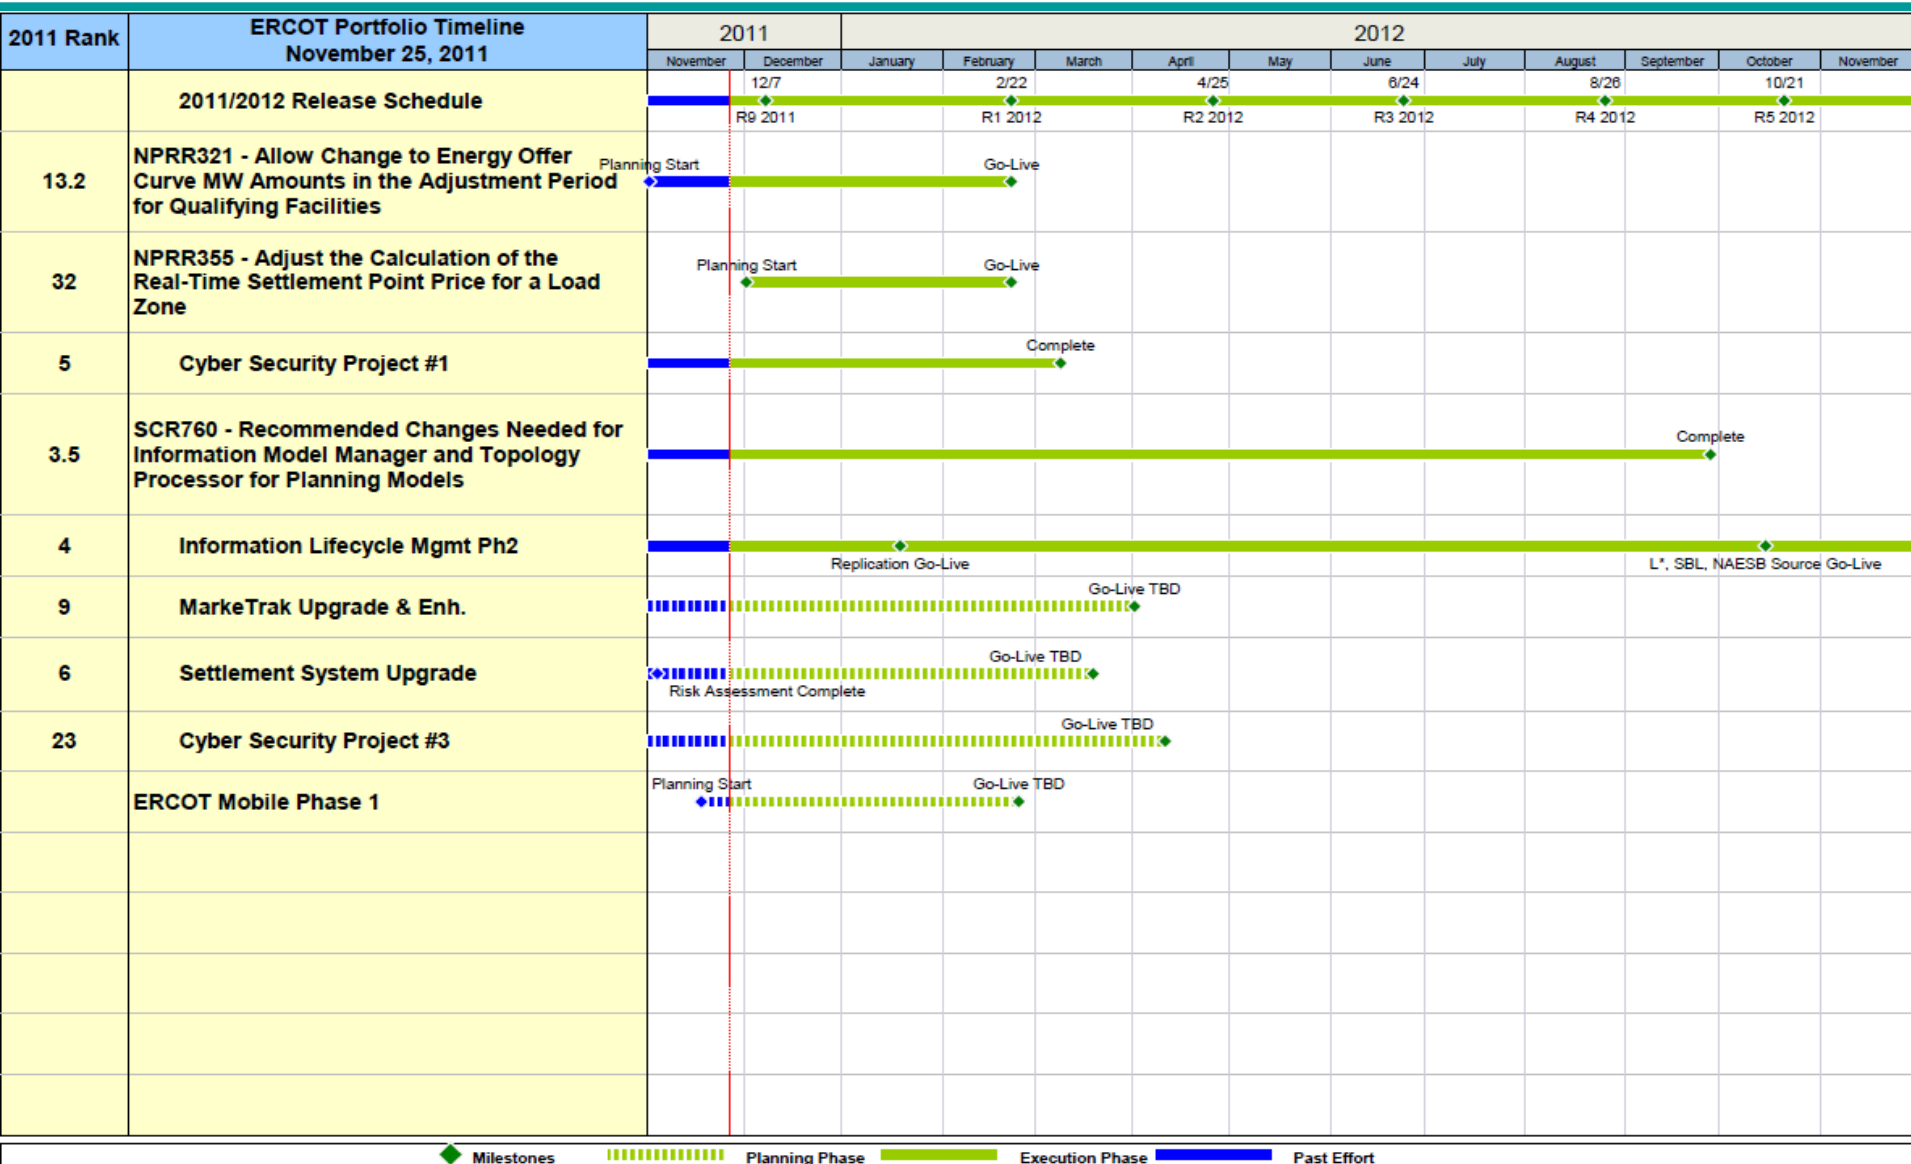 2011 Rank
ERCOT Portfolio Timeline
November 25, 2011
2011
2012
November December January February March April May June July August September October November
2011/2012 Release Schedule
12/7 2/22 4/25 6/24 8/26 10/21
R9 2011 R1 2012 R2 2012 R3 2012 R4 2012 R5 2012
13.2
NPRR321 - Allow Change to Energy Offer
Curve MW Amounts in the Adjustment Period
for Qualifying Facilities
Planning Start Go-Live
32
NPRR355 - Adjust the Calculation of the
Real-Time Settlement Point Price for a Load
Zone
Planning Start Go-Live
5 Cyber Security Project #1
Complete
3.5
SCR760 - Recommended Changes Needed for
Information Model Manager and Topology
Processor for Planning Models
Complete
4 Information Lifecycle Mgmt Ph2
Replication Go-Live L*, SBL, NAESB Source Go-Live
9 MarkeTrak Upgrade & Enh.
Go-Live TBD
6 Settlement System Upgrade
Go-Live TBD
Risk Assessment Complete
23 Cyber Security Project #3
Go-Live TBD
ERCOT Mobile Phase 1
Planning Start Go-Live TBD
Milestones Planning Phase Execution Phase Past Effort